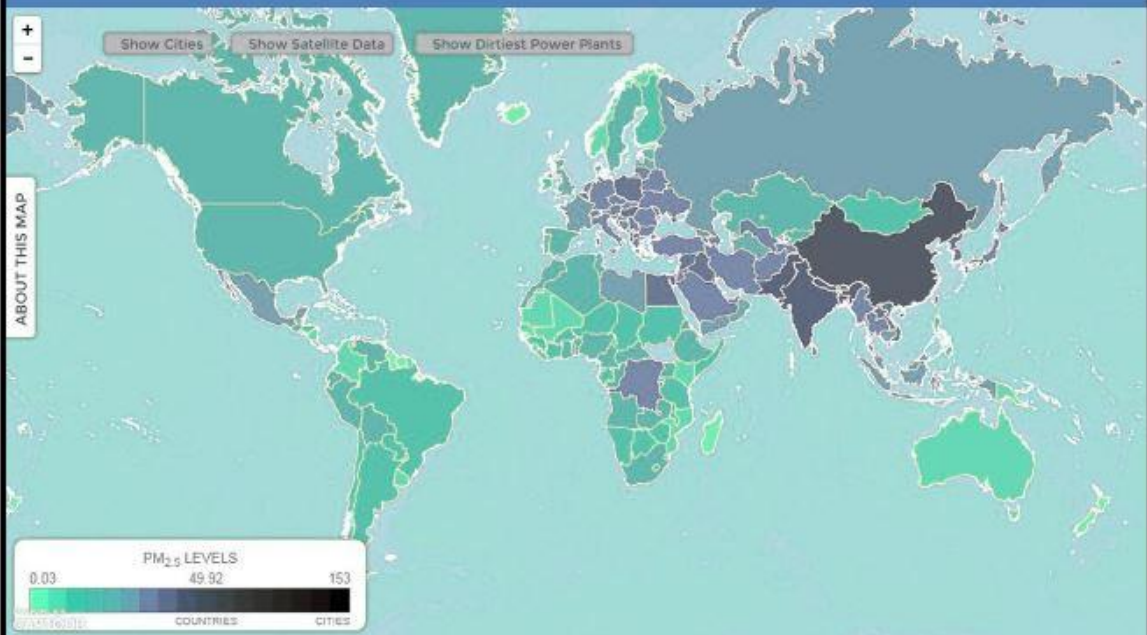 +
Show Cities Show Satellite Data Show Dirtiest Power Plants
-
ABOUT THIS MAP
PM2.5 LEVELS
0.03 49.92 153
COUNTRIES CITIES